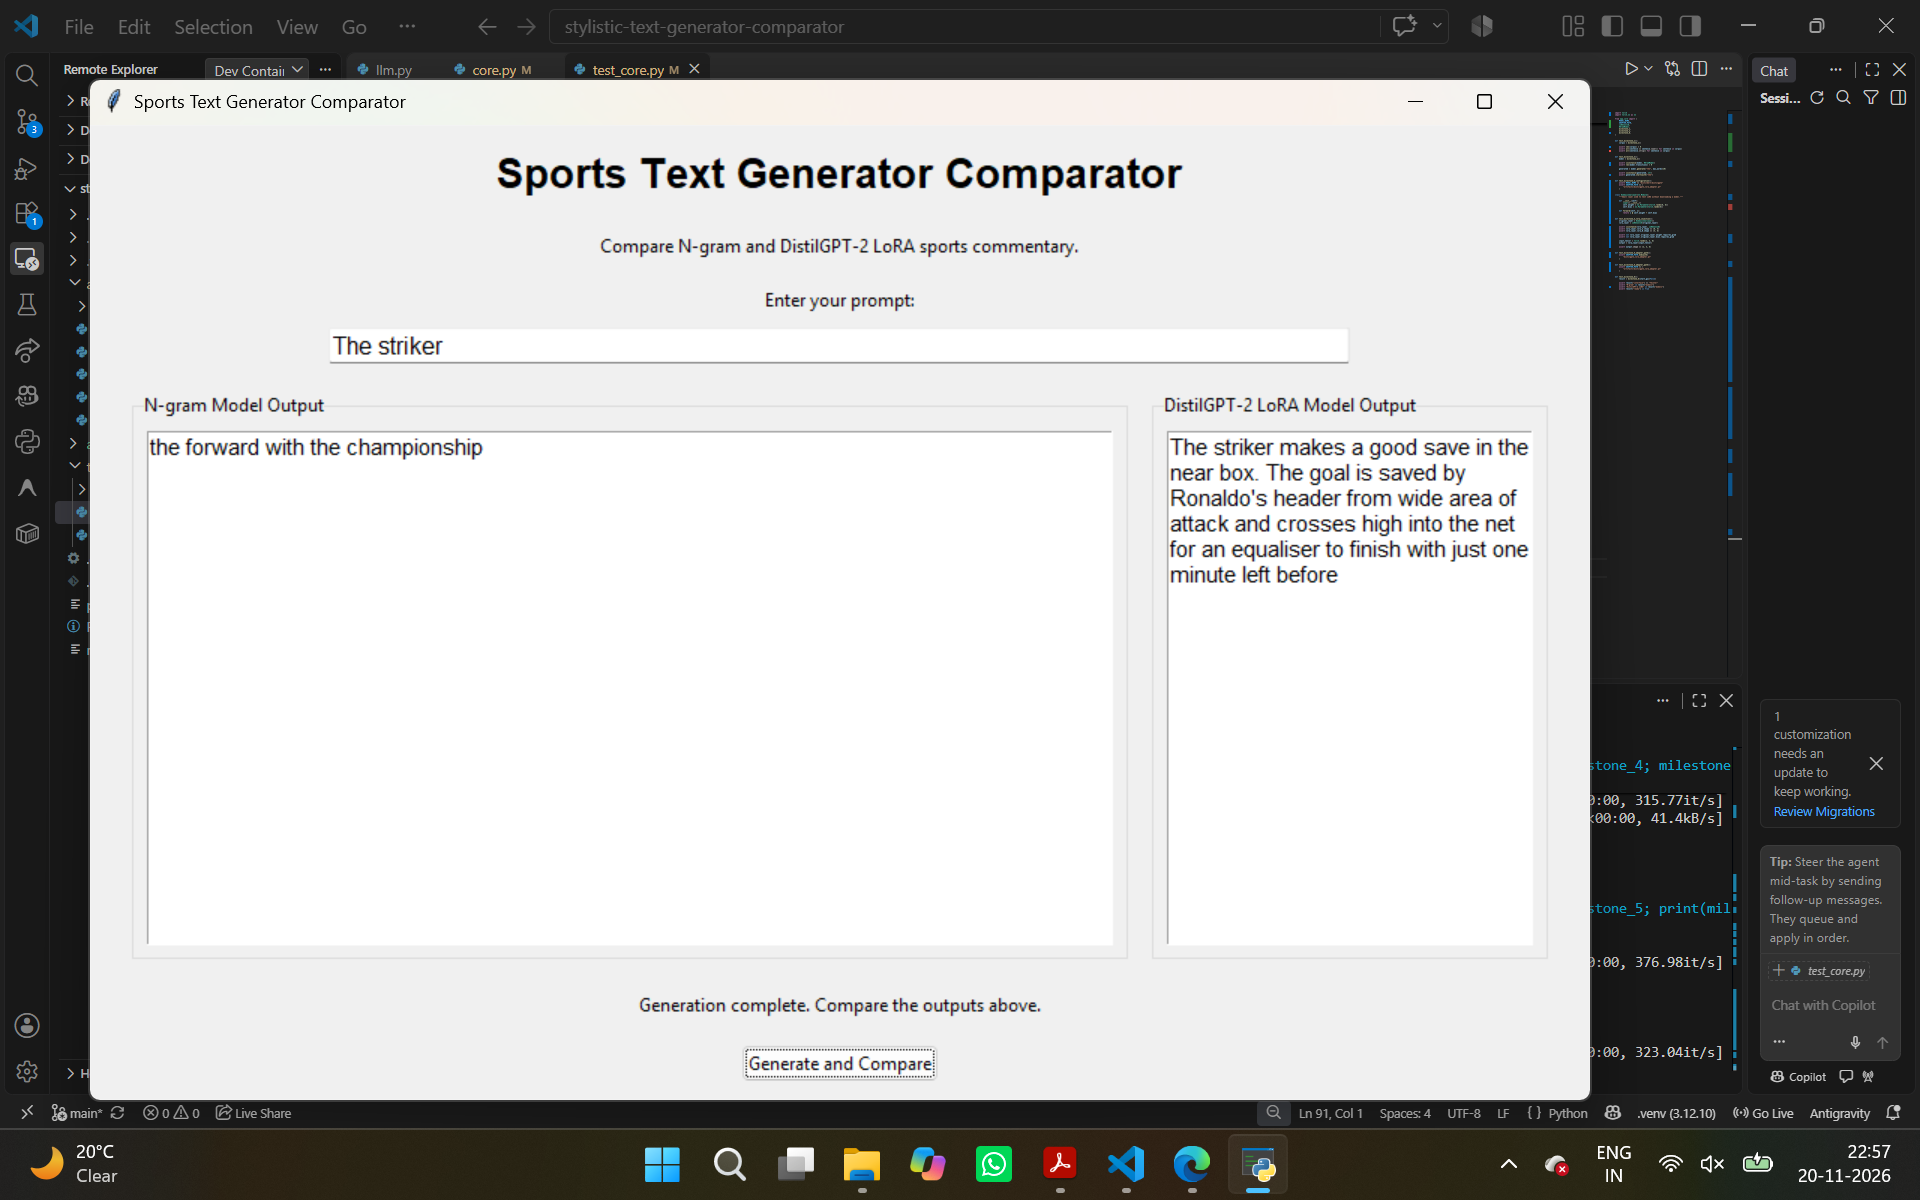 File Edit Selection View Go ···
stylistic-text-generator-comparator
Remote Explorer
Dev Contai
llm.py
core.py M
test_core.py M
Chat
Sessi...
3
1
Sports Text Generator Comparator
Sports Text Generator Comparator
Compare N-gram and DistilGPT-2 LoRA sports commentary.
Enter your prompt:
The striker
N-gram Model Output
the forward with the championship
DistilGPT-2 LoRA Model Output
The striker makes a good save in the
near box. The goal is saved by
Ronaldo's header from wide area of
attack and crosses high into the net
for an equaliser to finish with just one
minute left before
Generation complete. Compare the outputs above.
Generate and Compare
stone_4; milestone
0:00, 315.77it/s]
<00:00, 41.4kB/s]
stone_5; print(mil
0:00, 376.98it/s]
0:00, 323.04it/s]
1
customization
needs an
update to
keep working.
Review Migrations
Tip: Steer the agent
mid-task by sending
follow-up messages.
They queue and
apply in order.
test_core.py
Chat with Copilot
Copilot
main* 0 0 Live Share
Ln 91, Col 1 Spaces: 4 UTF-8 LF { } Python .venv (3.12.10) Go Live Antigravity
20°C
Clear
ENG
IN
22:57
20-11-2026